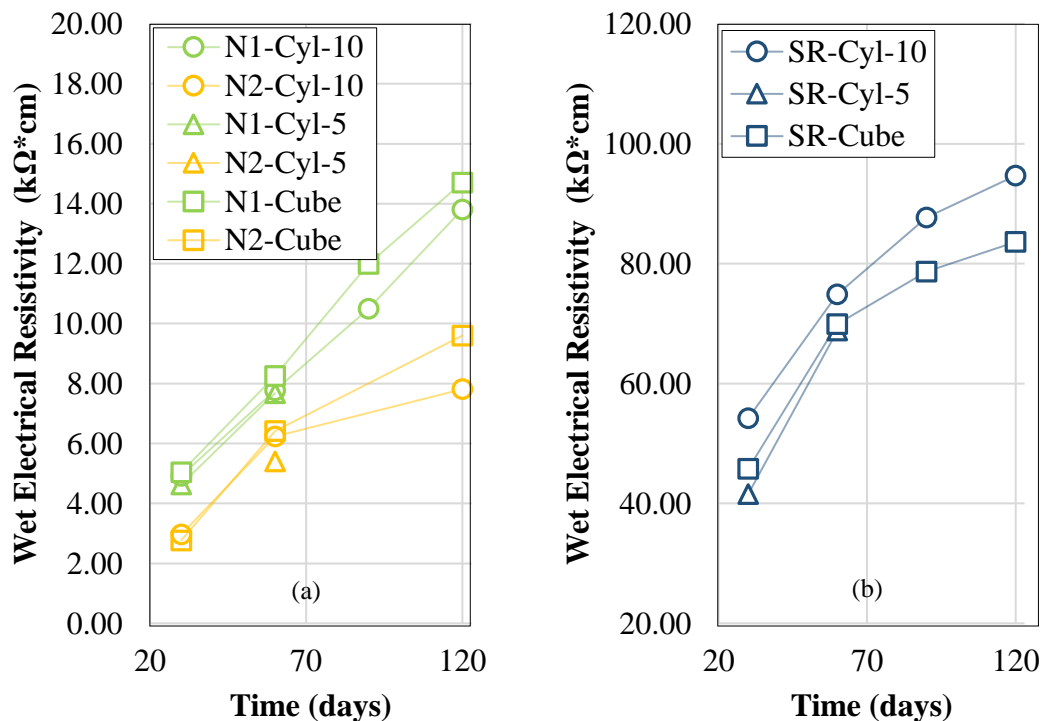 Wet Electrical Resistivity (kΩ*cm)
20.00
18.00
16.00
14.00
12.00
10.00
8.00
6.00
4.00
2.00
0.00
N1-Cyl-10
N2-Cyl-10
N1-Cyl-5
N2-Cyl-5
N1-Cube
N2-Cube
(a)
20
70
120
Time (days)
Wet Electrical Resistivity (kΩ*cm)
120.00
100.00
80.00
60.00
40.00
20.00
SR-Cyl-10
SR-Cyl-5
SR-Cube
(b)
20
70
120
Time (days)